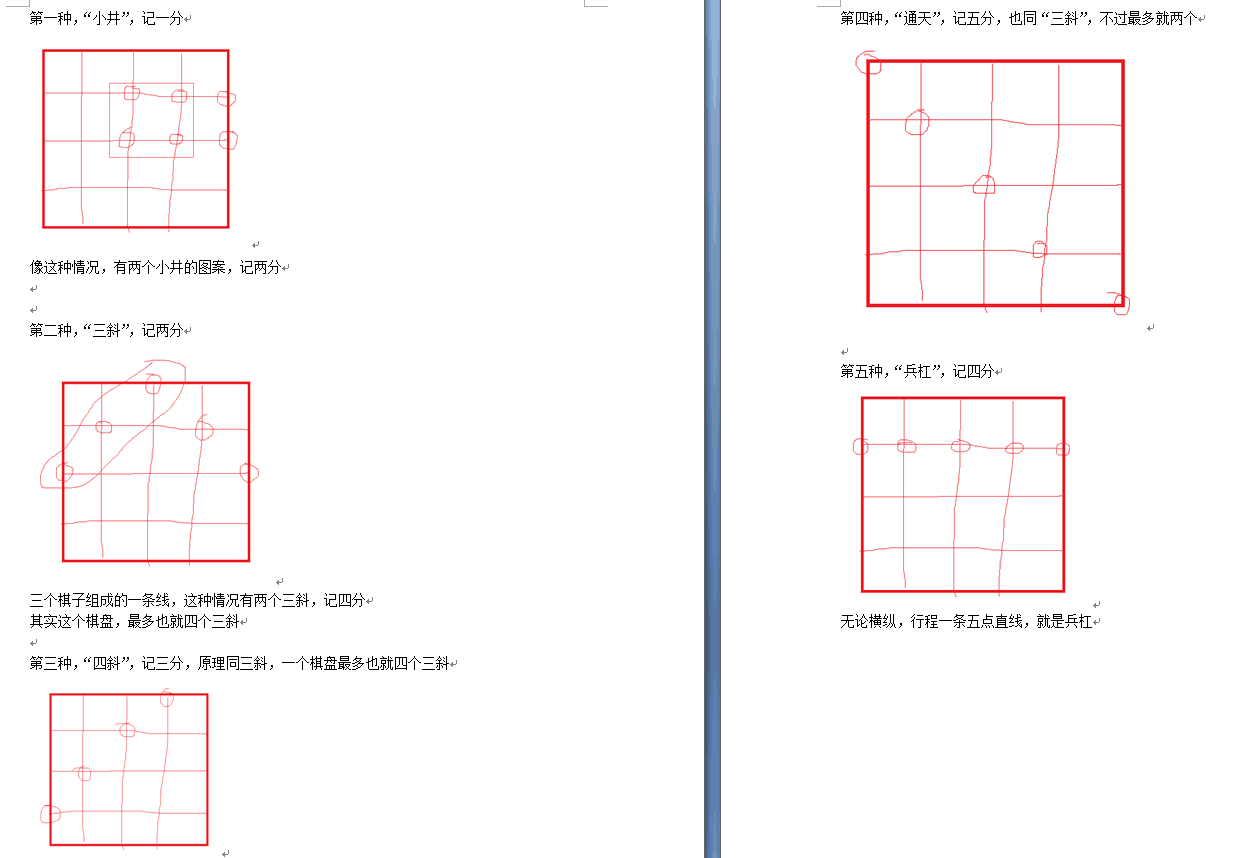 第一种，“小井”，记一分
像这种情况，有两个小井的图案，记两分
第二种，“三斜”，记两分
三个棋子组成的一条线，这种情况有两个三斜，记四分
其实这个棋盘，最多也就四个三斜
第三种，“四斜”，记三分，原理同三斜，一个棋盘最多也就四个三斜
第四种，“通天”，记五分，也同“三斜”，不过最多就两个
第五种，“兵杠”，记四分
无论横纵，行程一条五点直线，就是兵杠